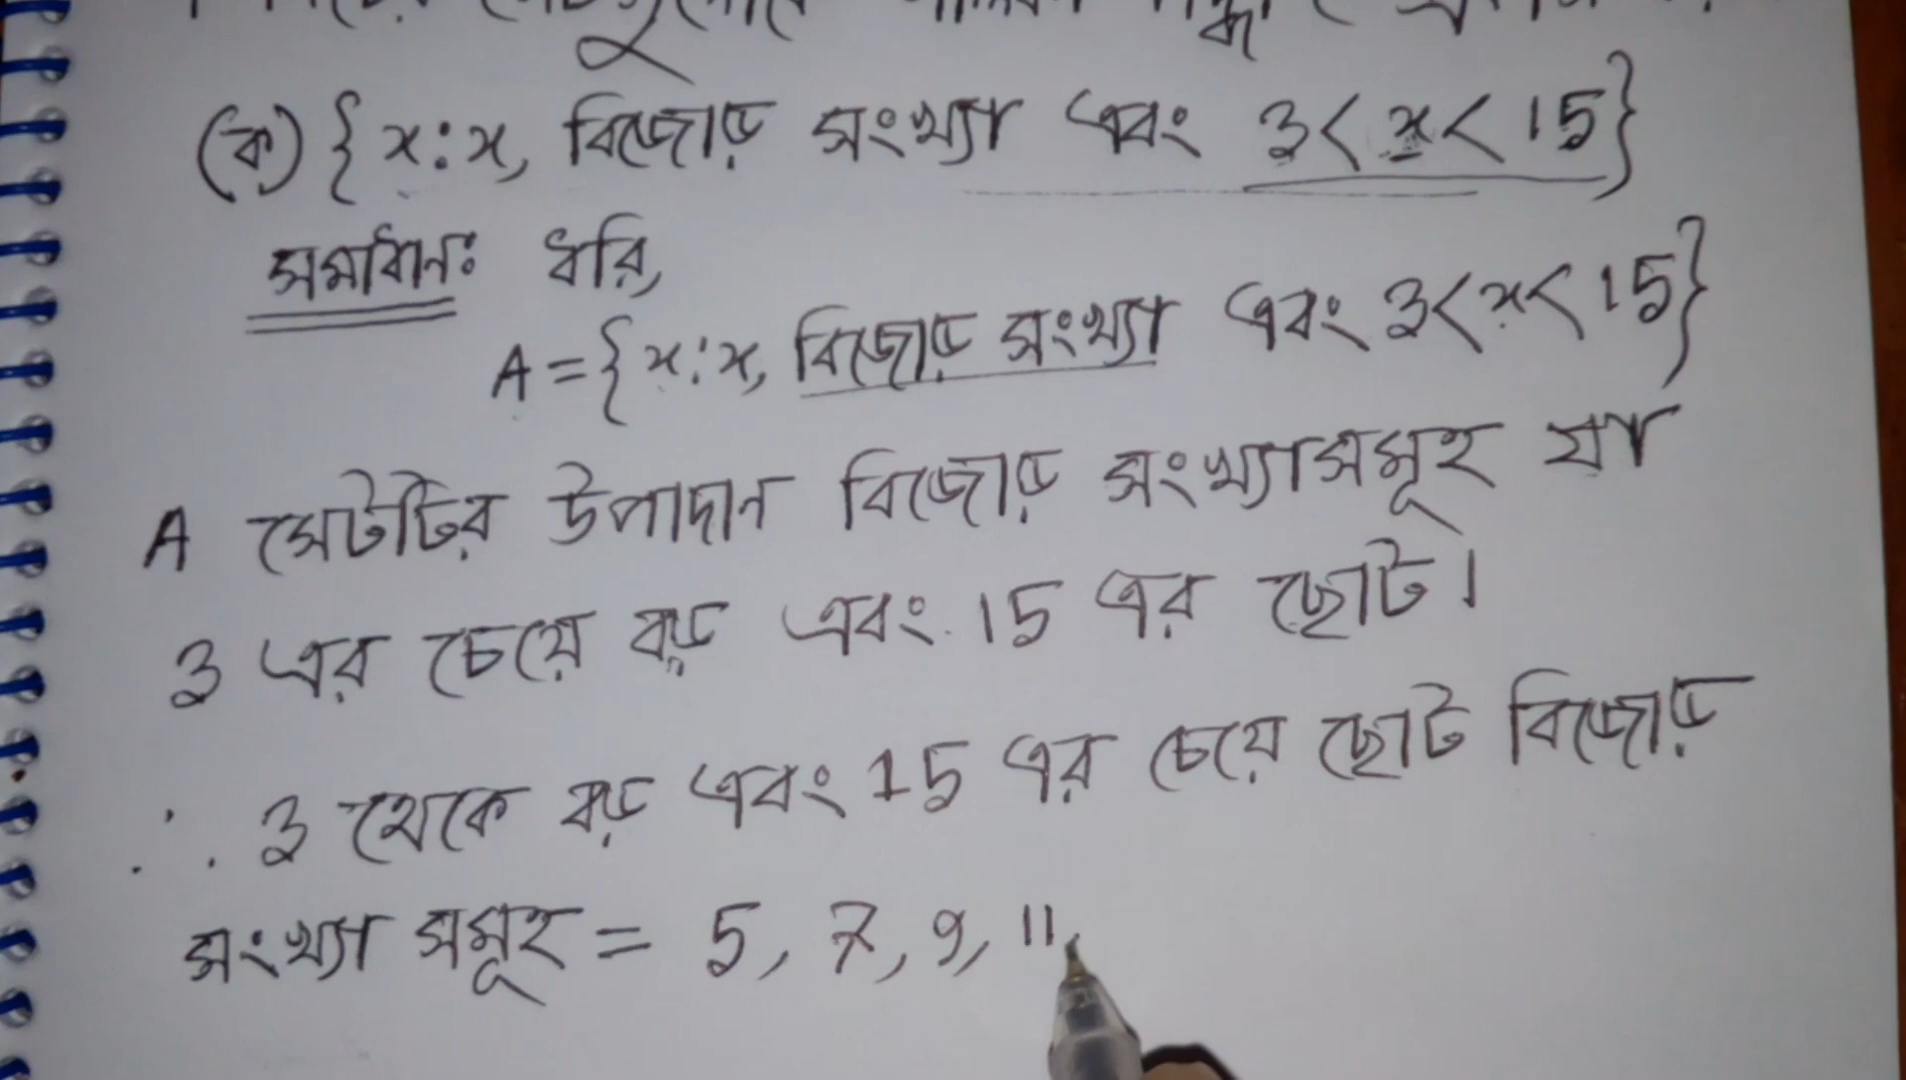 (ক) {x:x, বিজোড় সংখ্যা এবং 3<x<15}
সমাধান: ধরি,
A={x:x, বিজোড় সংখ্যা এবং 3<x<15}
A সেটটির উপাদান বিজোড় সংখ্যাসমূহ যা
3 এর চেয়ে বড় এবং 15 এর ছোট।
∴ 3 থেকে বড় এবং 15 এর চেয়ে ছোট বিজোড়
সংখ্যা সমূহ = 5, 7, 9, 11,